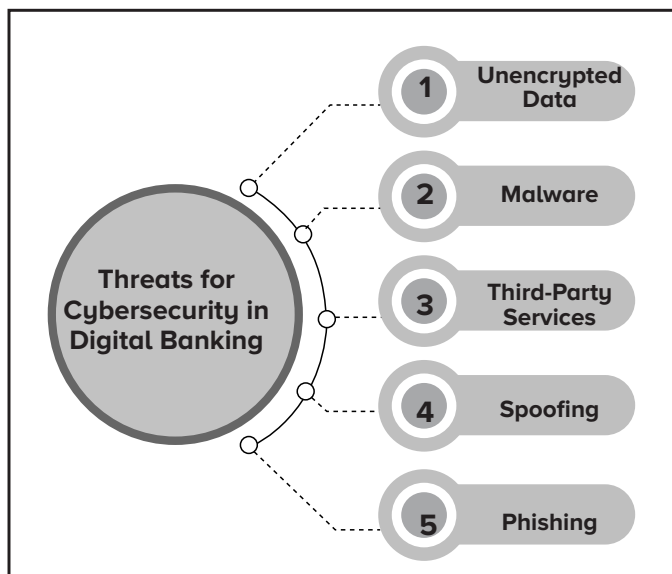 Threats for
Cybersecurity in
Digital Banking
1
Unencrypted
Data
2
Malware
3
Third-Party
Services
4
Spoofing
5
Phishing